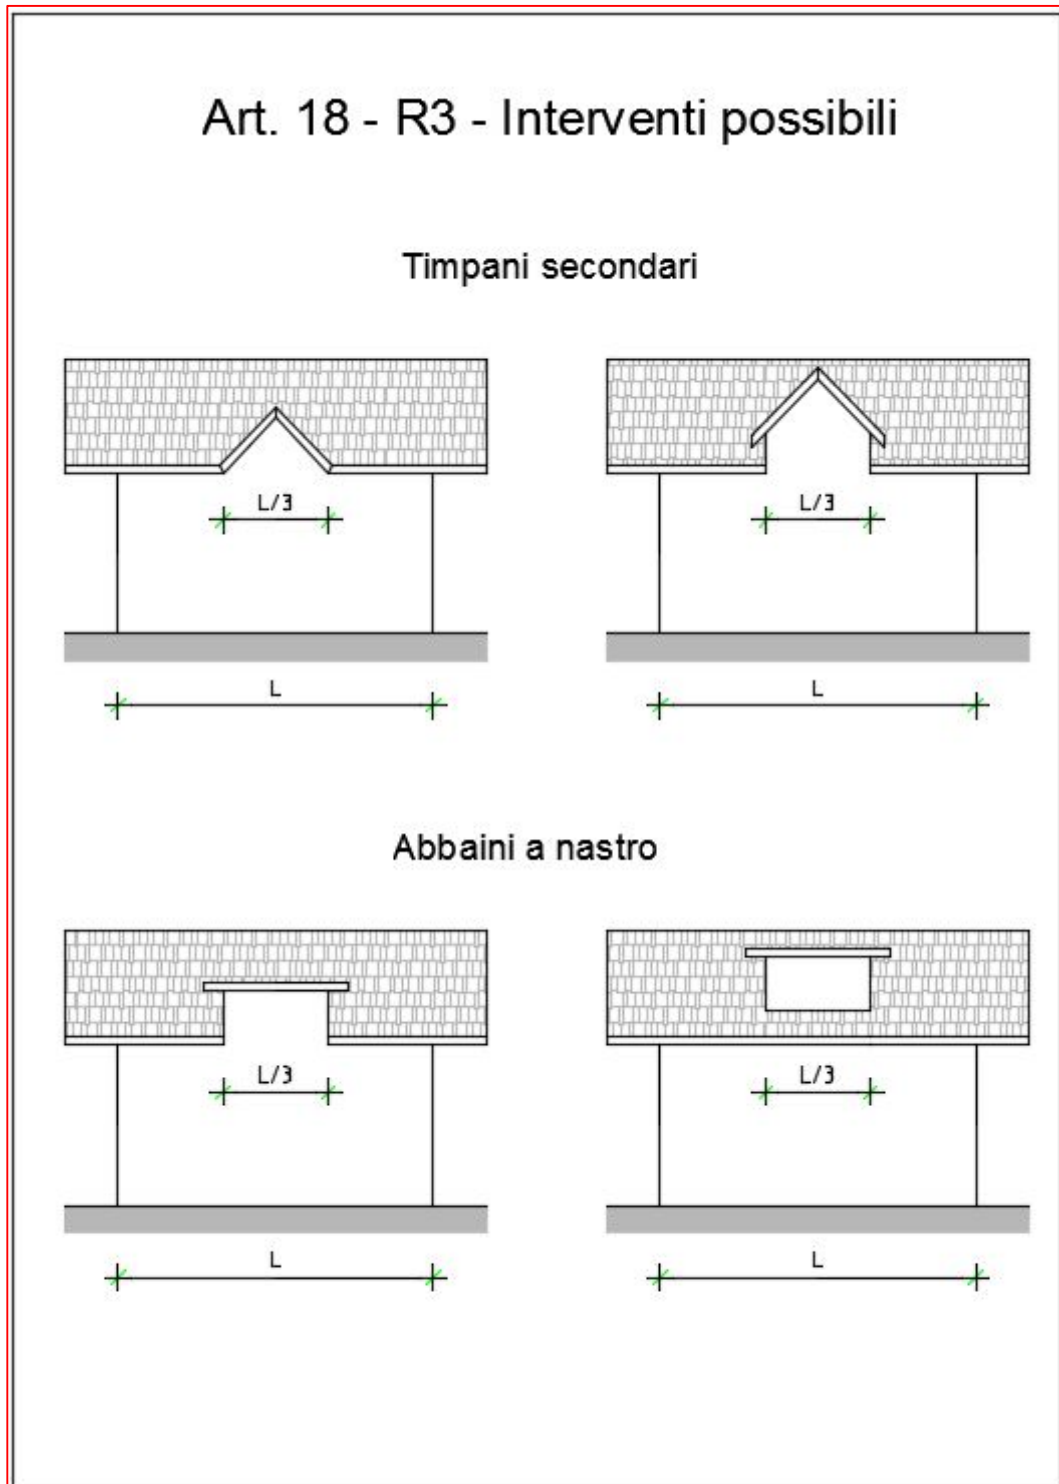 Art. 18 - R3 - Interventi possibili
Timpani secondari
L/3
L/3
L
L
Abbaini a nastro
L/3
L/3
L
L